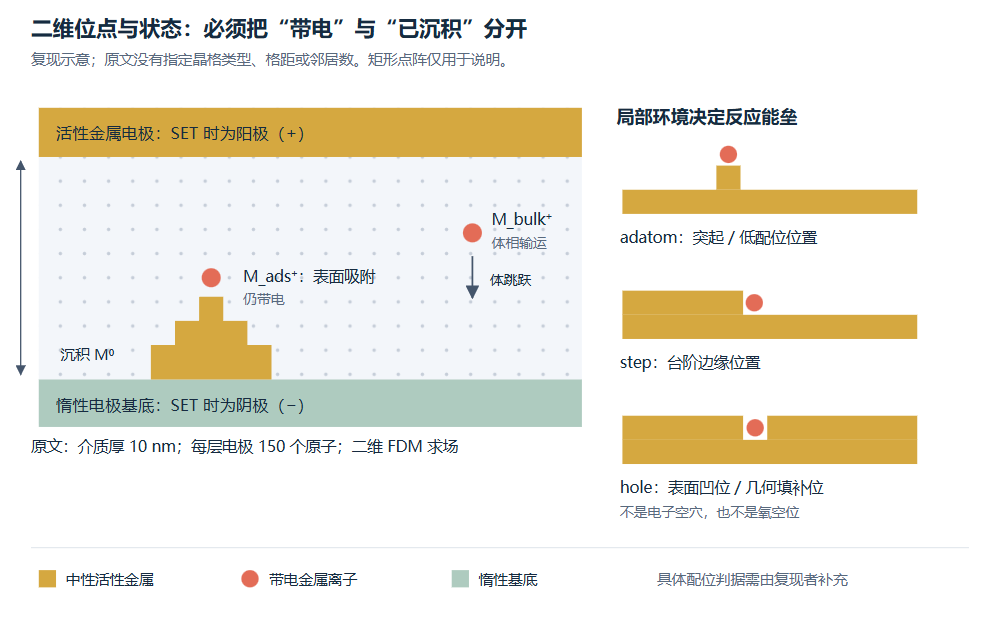 二维位点与状态：必须把“带电”与“已沉积”分开
复现示意；原文没有指定晶格类型、格距或邻居数。矩形点阵仅用于说明。
活性金属电极：SET 时为阳极（+）
M_bulk⁺
体相输运
体跳跃
M_ads⁺：表面吸附
仍带电
沉积 M⁰
惰性电极基底：SET 时为阴极（−）
原文：介质厚 10 nm；每层电极 150 个原子；二维 FDM 求场
局部环境决定反应能垒
adatom：突起 / 低配位位置
step：台阶边缘位置
hole：表面凹位 / 几何填补位
不是电子空穴，也不是氧空位
中性活性金属
带电金属离子
惰性基底
具体配位判据需由复现者补充